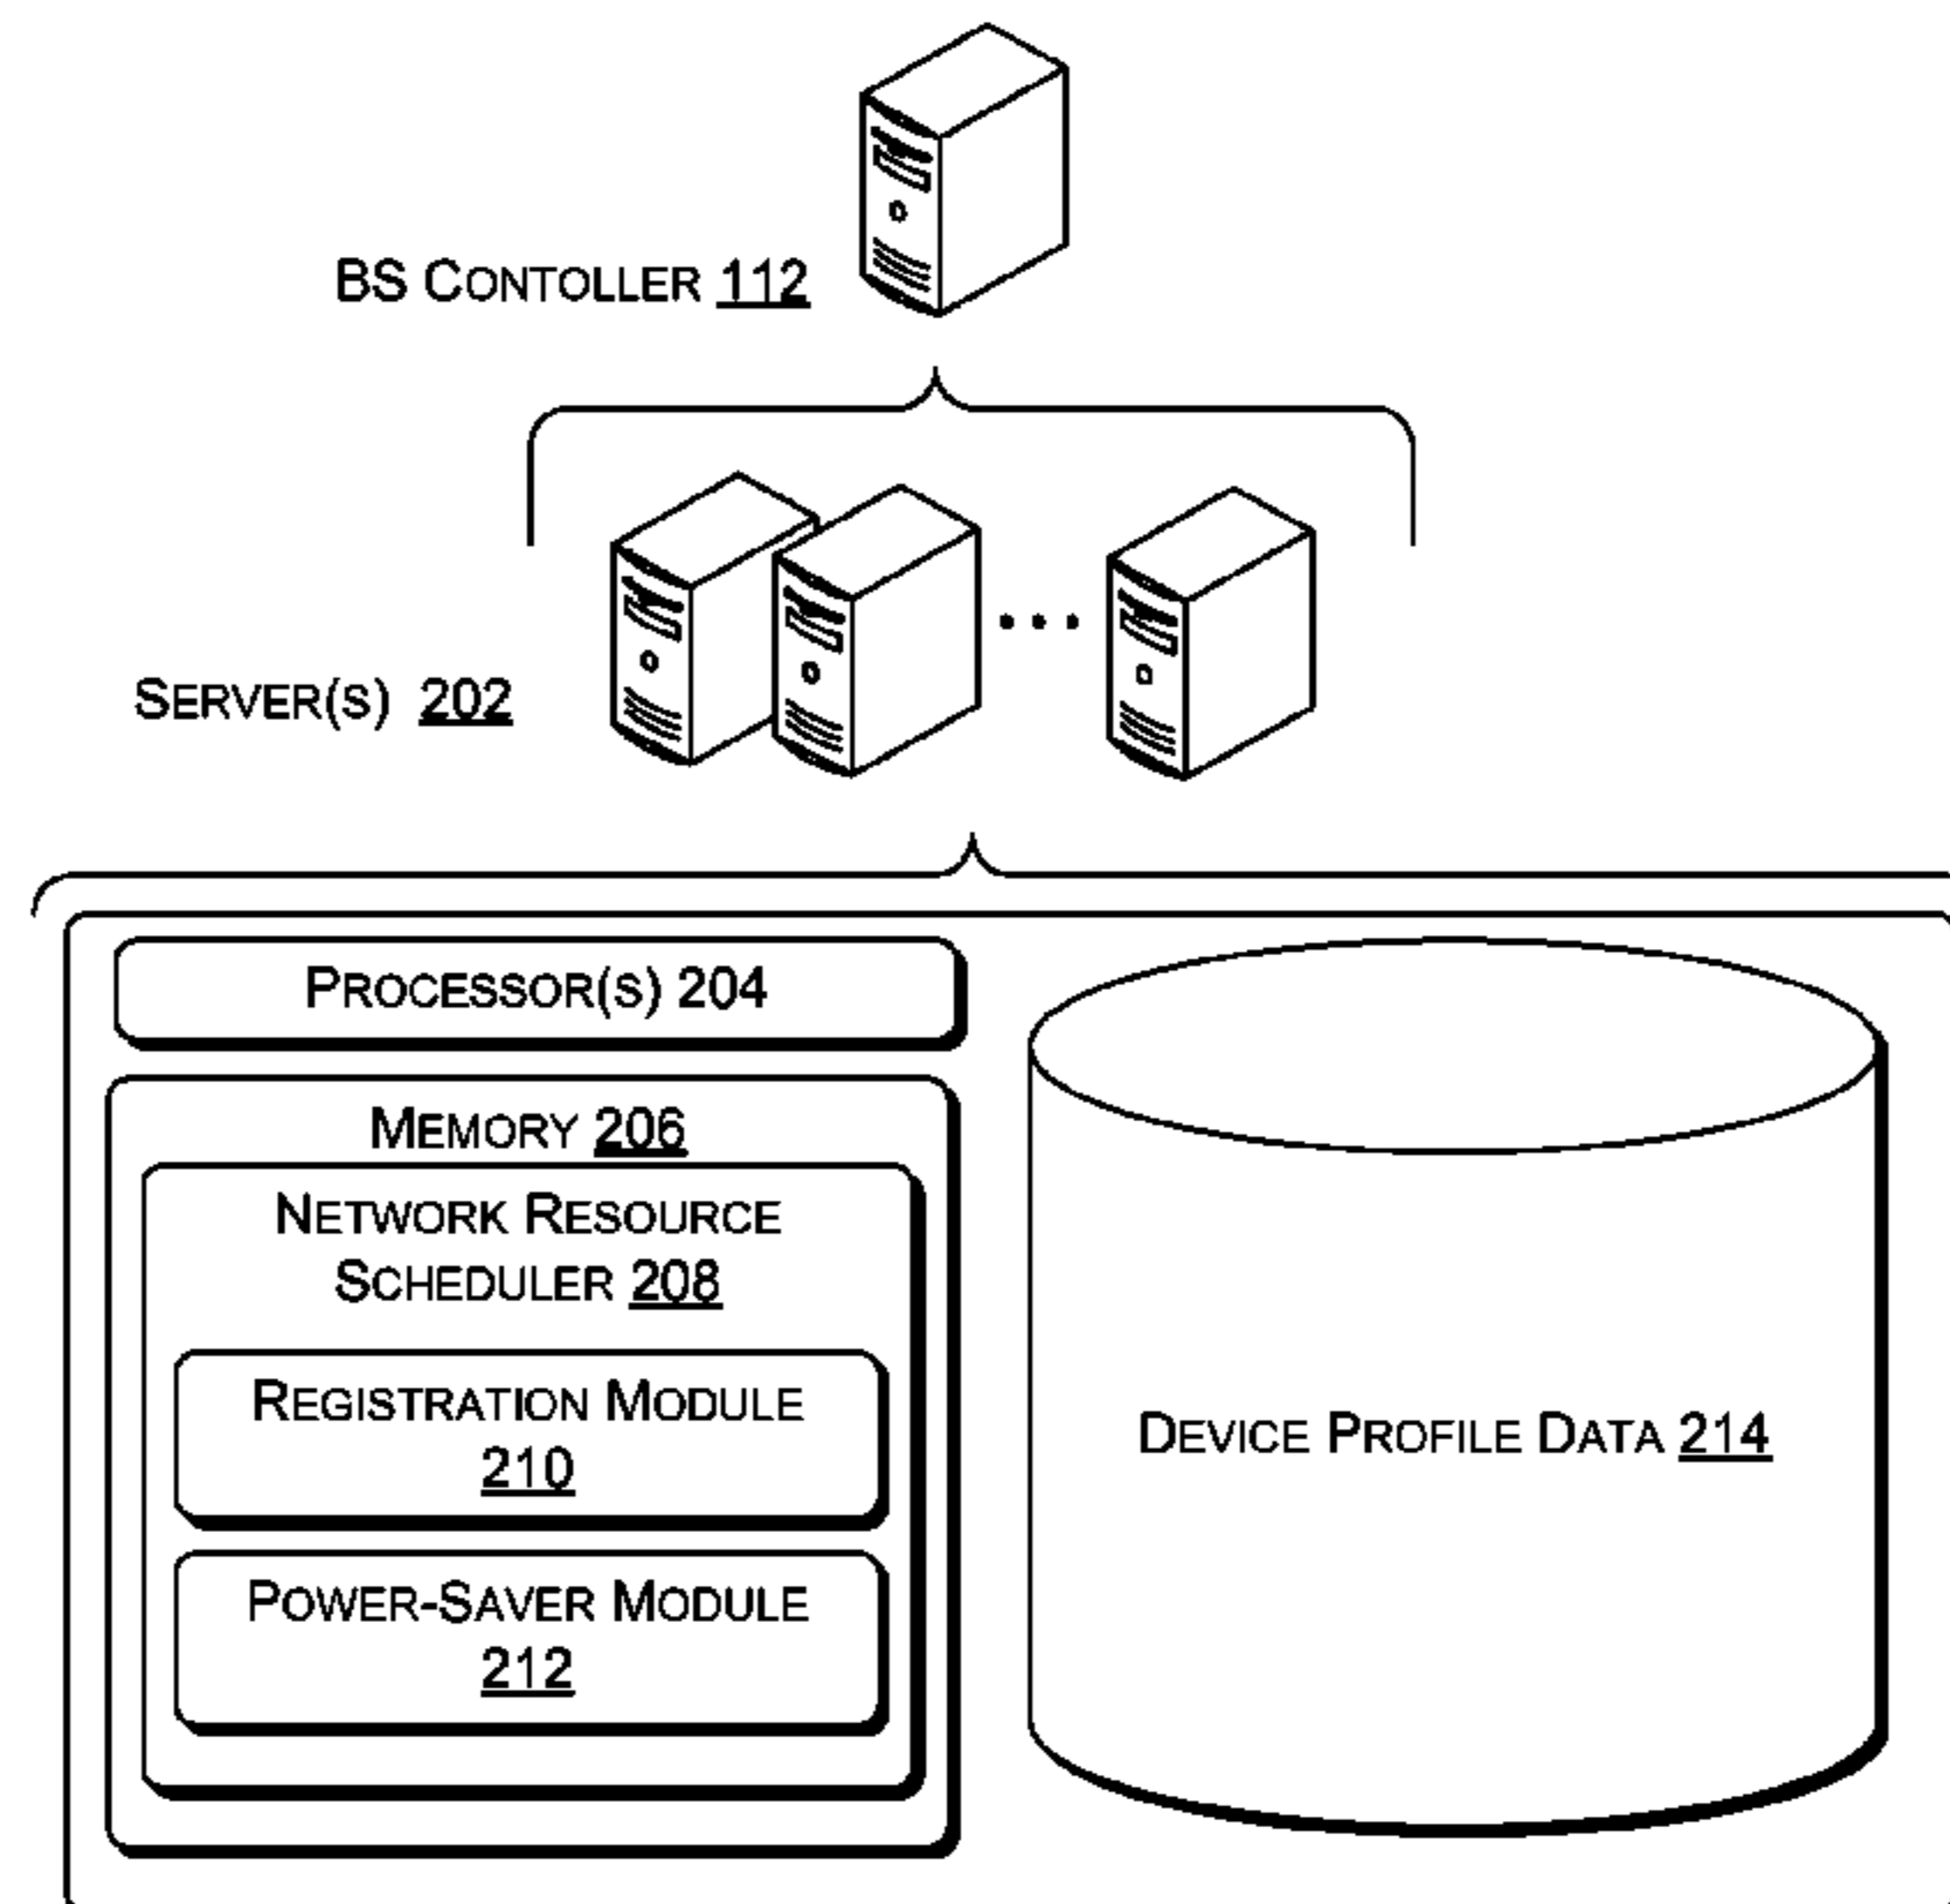 BS CONTOLLER 112
SERVER(S) 202
PROCESSOR(S) 204
MEMORY 206
NETWORK RESOURCE
SCHEDULER 208
REGISTRATION MODULE
210
POWER-SAVER MODULE
212
DEVICE PROFILE DATA 214